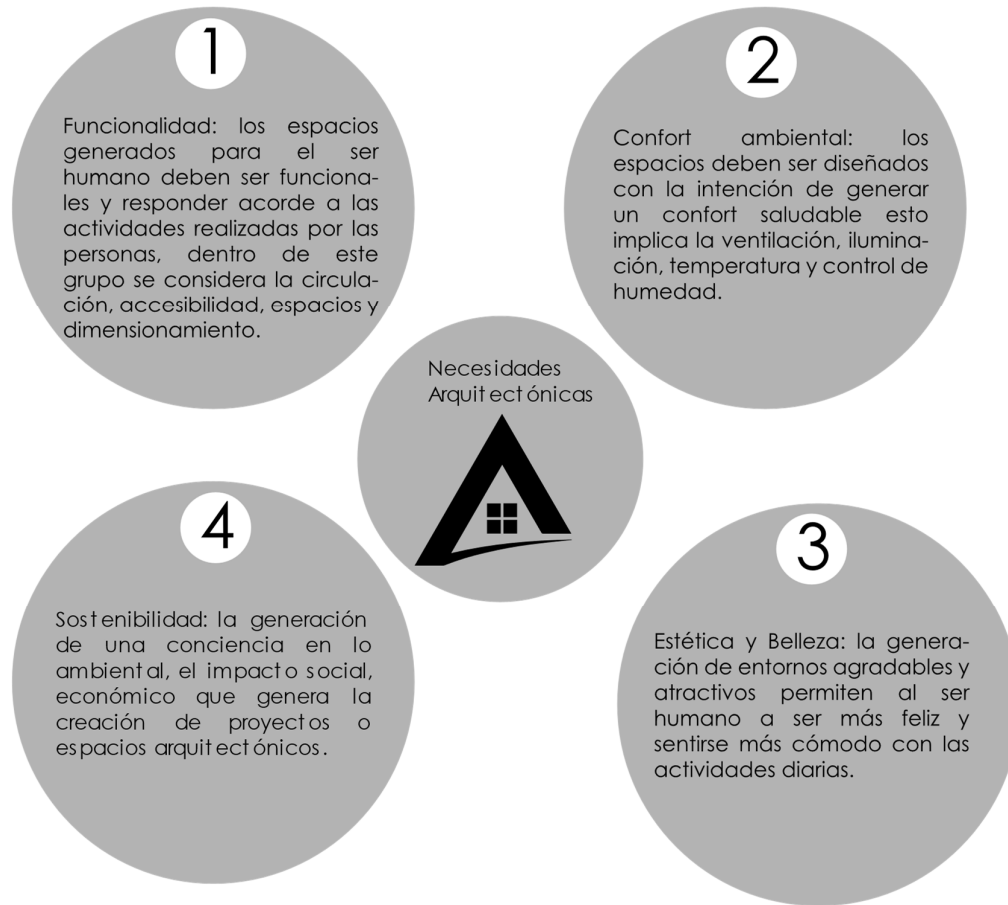 1
Funcionalidad: los espacios
generados para el ser
humano deben ser funciona-
les y responder acorde a las
actividades realizadas por las
personas, dentro de este
grupo se considera la circula-
ción, accesibilidad, espacios y
dimensionamiento.
2
Confort ambiental: los
espacios deben ser diseñados
con la intención de generar
un confort saludable esto
implica la ventilación, ilumina-
ción, temperatura y control de
humedad.
Necesidades
Arquitectónicas
3
Estética y Belleza: la genera-
ción de entornos agradables y
atractivos permiten al ser
humano a ser más feliz y
sentirse más cómodo con las
actividades diarias.
4
Sostenibilidad: la generación
de una conciencia en lo
ambiental, el impacto social,
económico que genera la
creación de proyectos o
espacios arquitectónicos.